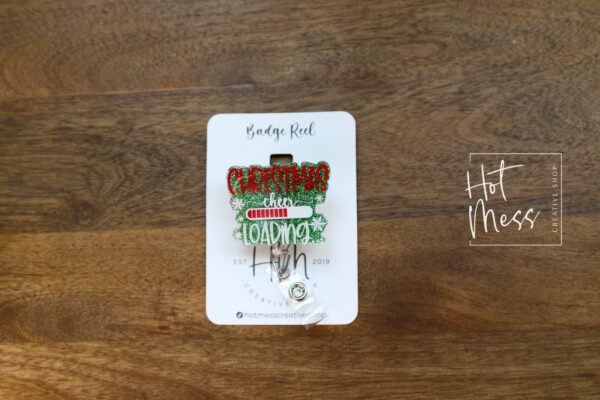 Badge Reel
CHRISTMAS
cheer
LOADING
EST
2019
hotmesscreative
Hot
Mess
CREATIVE SHOP